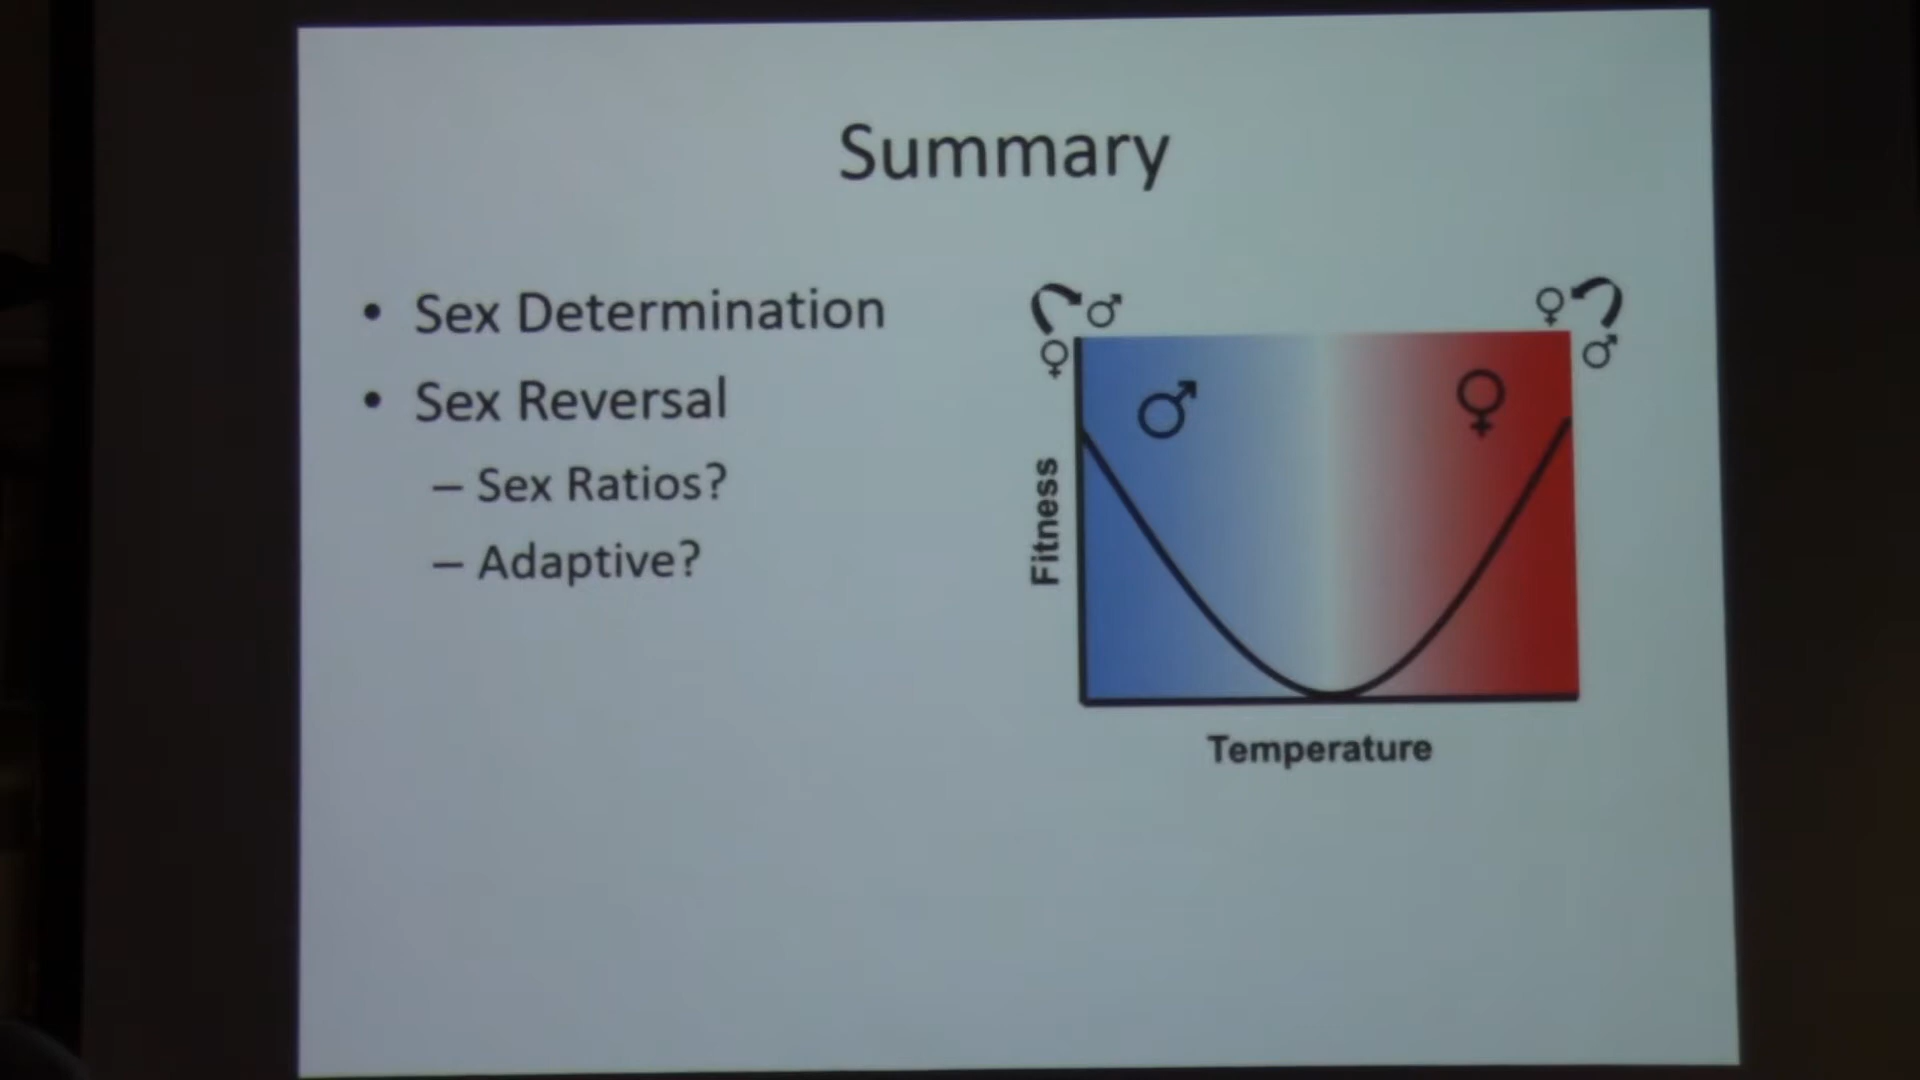 Summary
• Sex Determination
• Sex Reversal
– Sex Ratios?
– Adaptive?
♂
♀
♀
♂
♂
♀
Fitness
Temperature